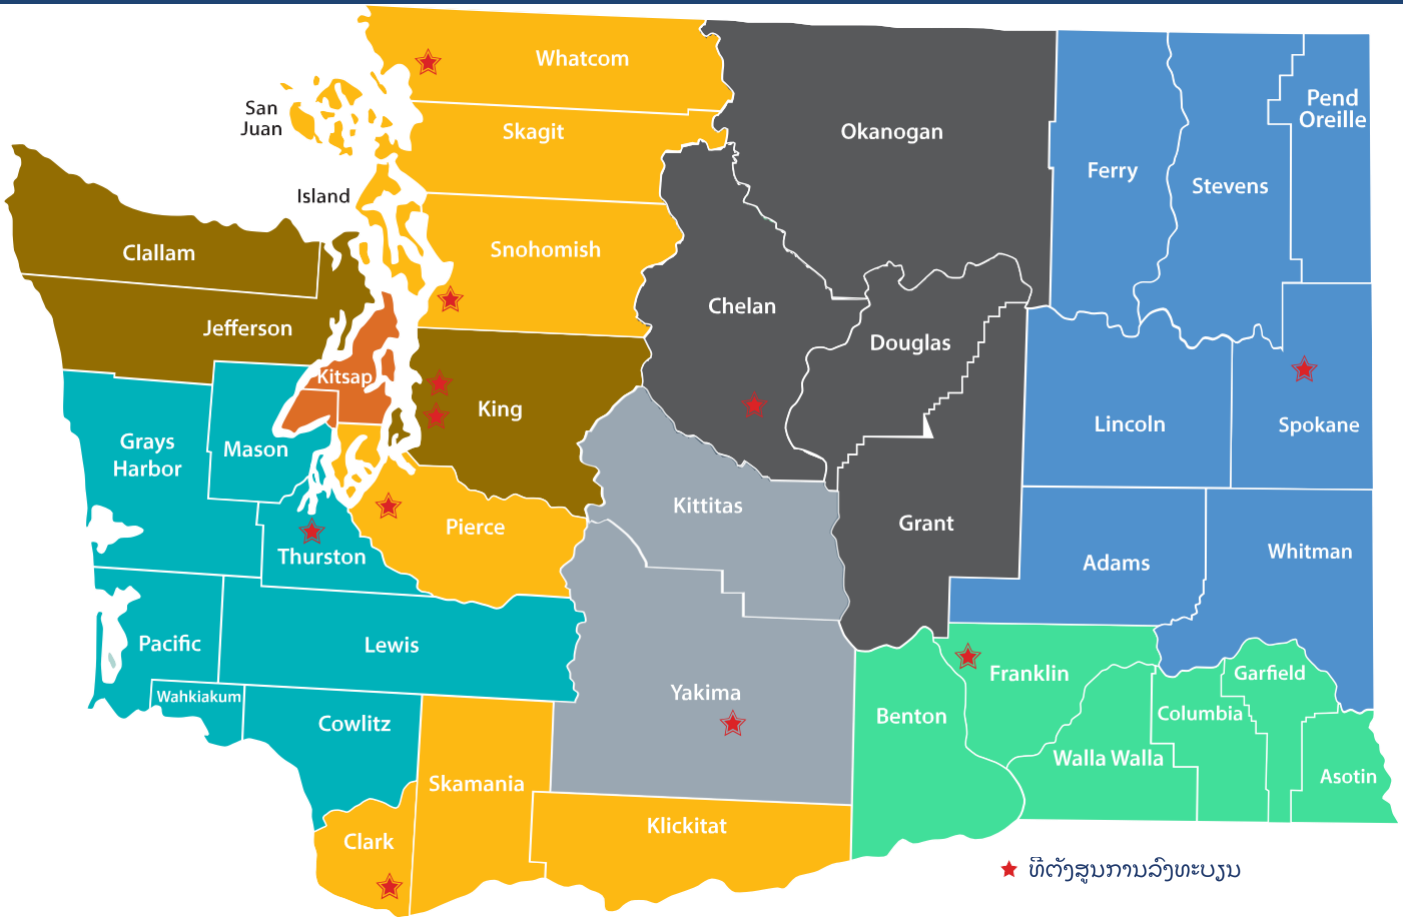 Whatcom
San
Juan
Skagit
Okanogan
Pend
Oreille
Ferry
Stevens
Island
Snohomish
Clallam
Chelan
Jefferson
Douglas
Kitsap
King
Lincoln
Spokane
Grays
Harbor
Mason
Kittitas
Grant
Pierce
Thurston
Adams
Whitman
Pacific
Lewis
Franklin
Garfield
Wahkiakum
Yakima
Benton
Columbia
Cowlitz
Walla Walla
Asotin
Skamania
Klickitat
Clark
ທີ່ຕັ້ງສູນການລົງທະບຽນ